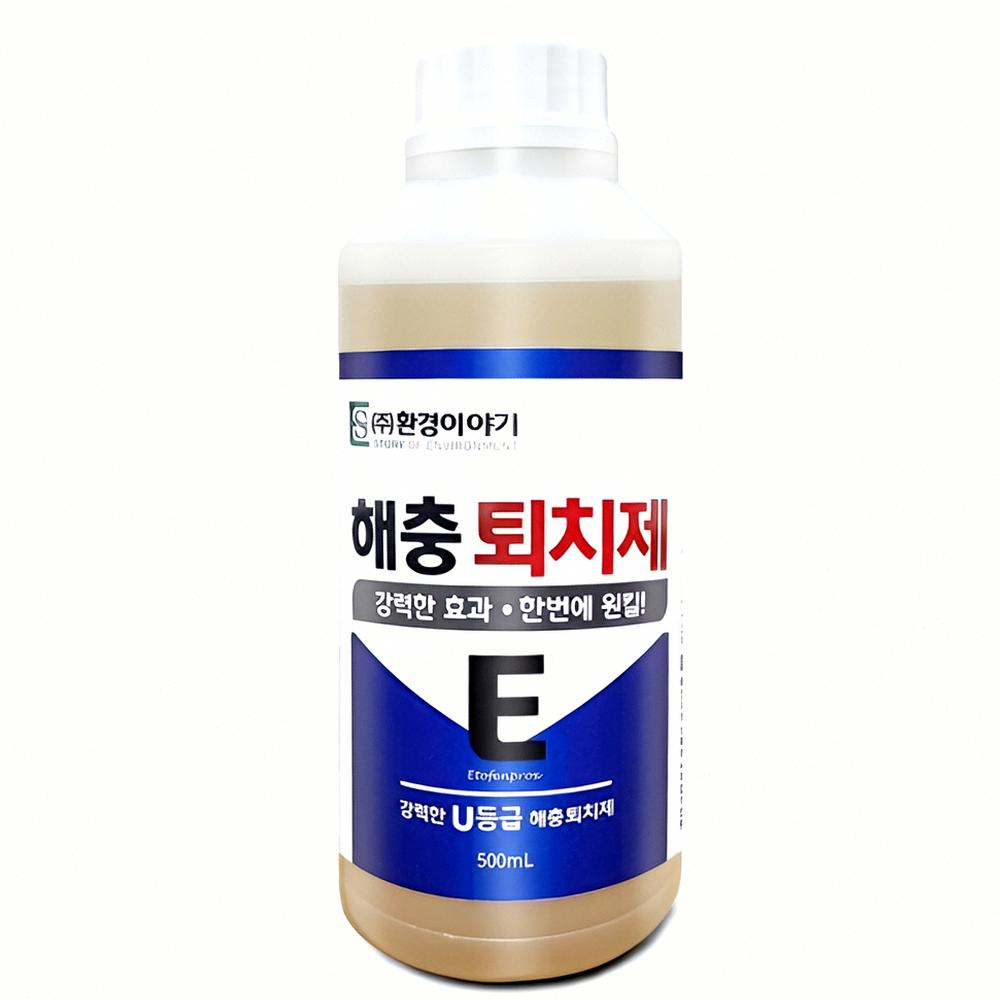 (주)환경이야기
STORY OF ENVIRONMENT
해충 퇴치제
강력한 효과 • 한번에 원킬!
E
Etofenprox
강력한 U등급 해충퇴치제
500mL